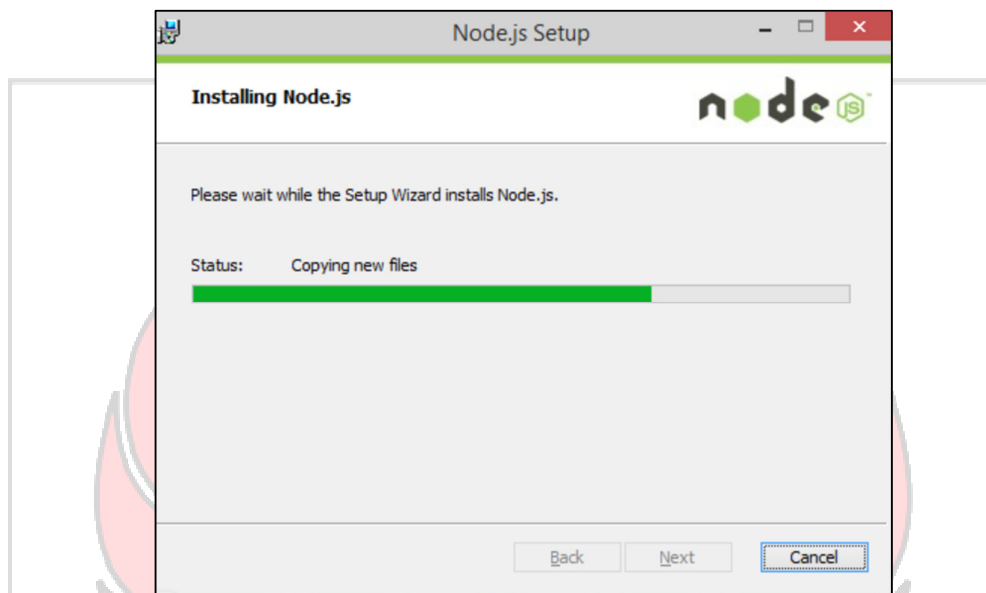 Node.js Setup
Installing Node.js
node JS
Please wait while the Setup Wizard installs Node.js.
Status: Copying new files
Back Next Cancel